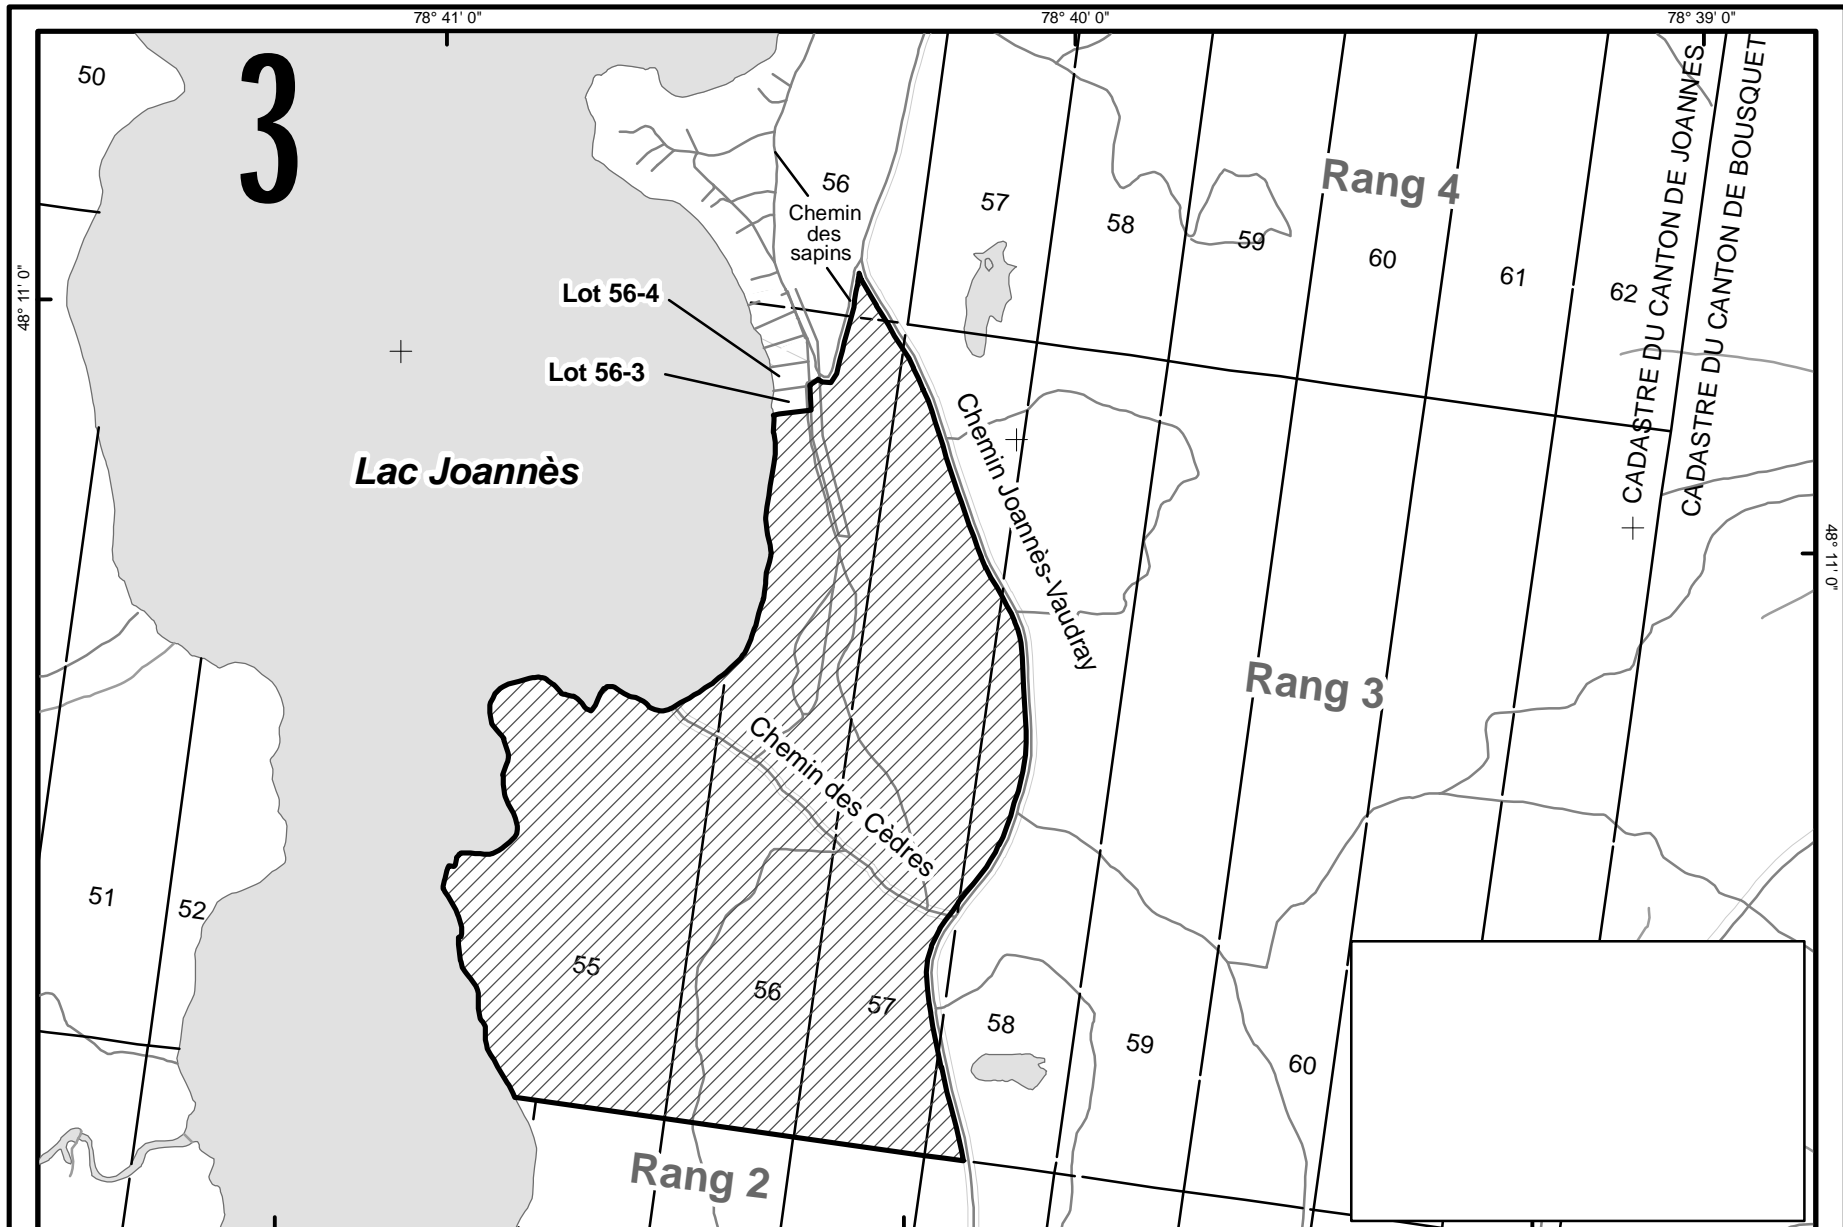 78° 41' 0"
78° 40' 0"
78° 39' 0"
3
50
56
Chemin
des
sapins
57
58
59
60
61
62
Rang 4
CADASTRE DU CANTON DE JOANNES
CADASTRE DU CANTON DE BOUSQUET
48° 11' 0"
Lot 56-4
Lot 56-3
Lac Joannès
Chemin Joannès-Vaudray
48° 11' 0"
Rang 3
Chemin des Cèdres
51
52
55
56
57
58
59
60
Rang 2